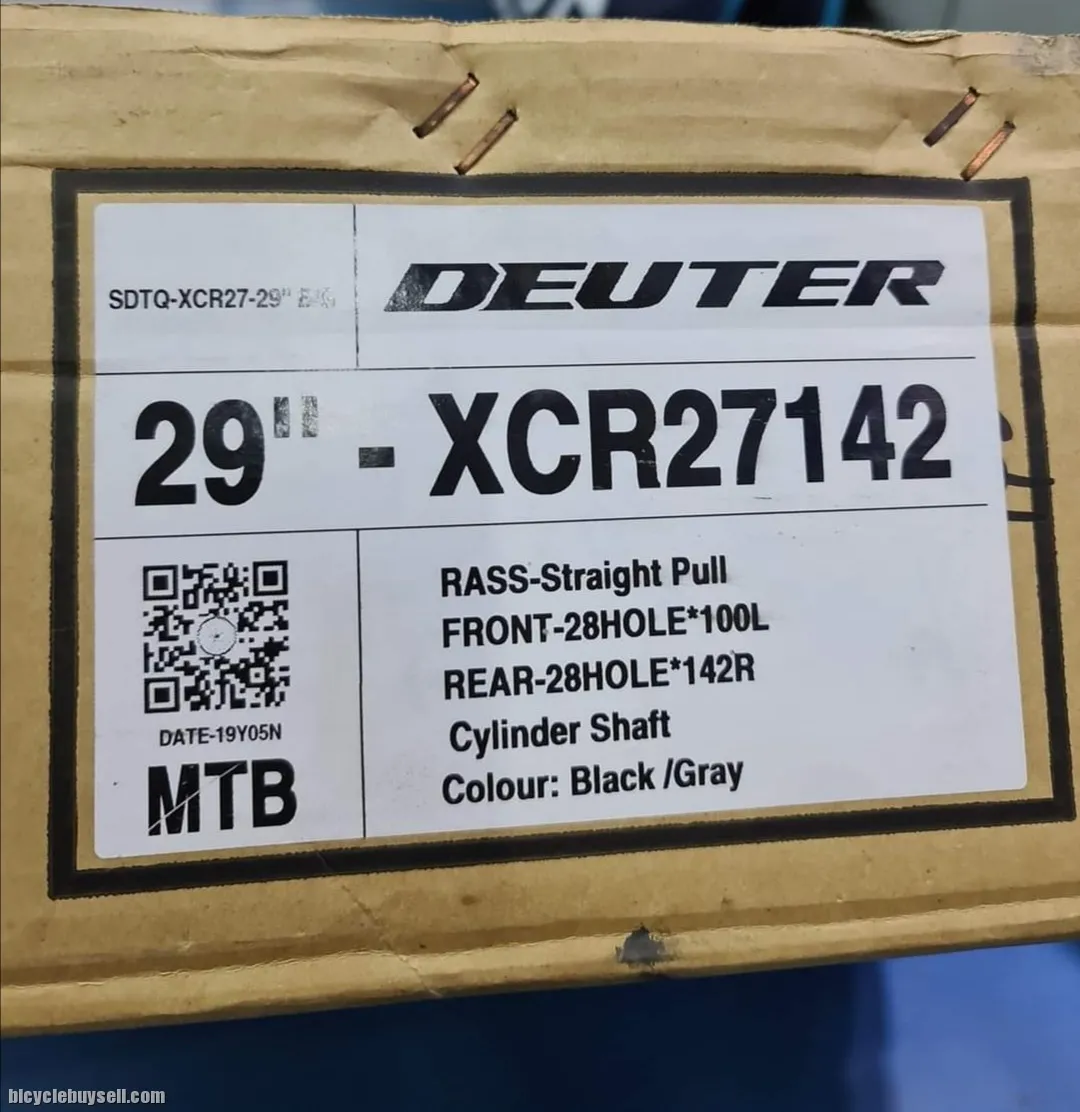 SDTQ-XCR27-29" B/G
DEUTER
29" - XCR27142
RASS-Straight Pull
FRONT-28HOLE*100L
REAR-28HOLE*142R
Cylinder Shaft
Colour: Black /Gray
DATE-19Y05N
MTB
bicyclebuysell.com